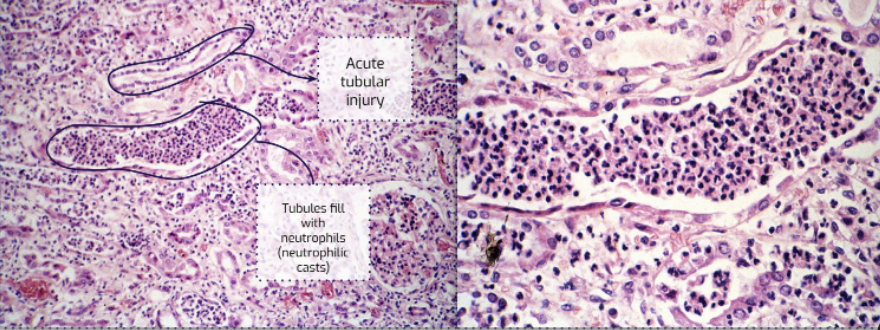 Acute
tubular
injury
Tubules fill
with
neutrophils
(neutrophilic
casts)